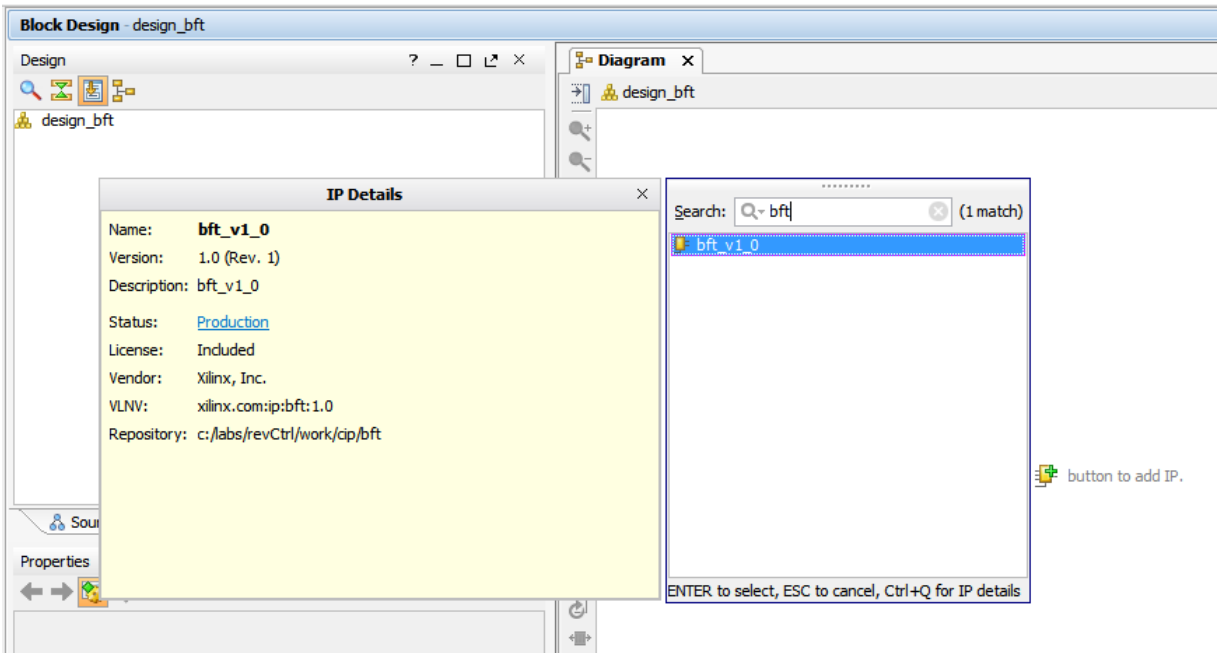 Block Design - design_bft
Design
design_bft
Diagram
design_bft
IP Details
Name: bft_v1_0
Version: 1.0 (Rev. 1)
Description: bft_v1_0
Status: Production
License: Included
Vendor: Xilinx, Inc.
VLNV: xilinx.com:ip:bft:1.0
Repository: c:/labs/revCtrl/work/cip/bft
Search: bft (1 match)
bft_v1_0
ENTER to select, ESC to cancel, Ctrl+Q for IP details
button to add IP.
Sour
Properties